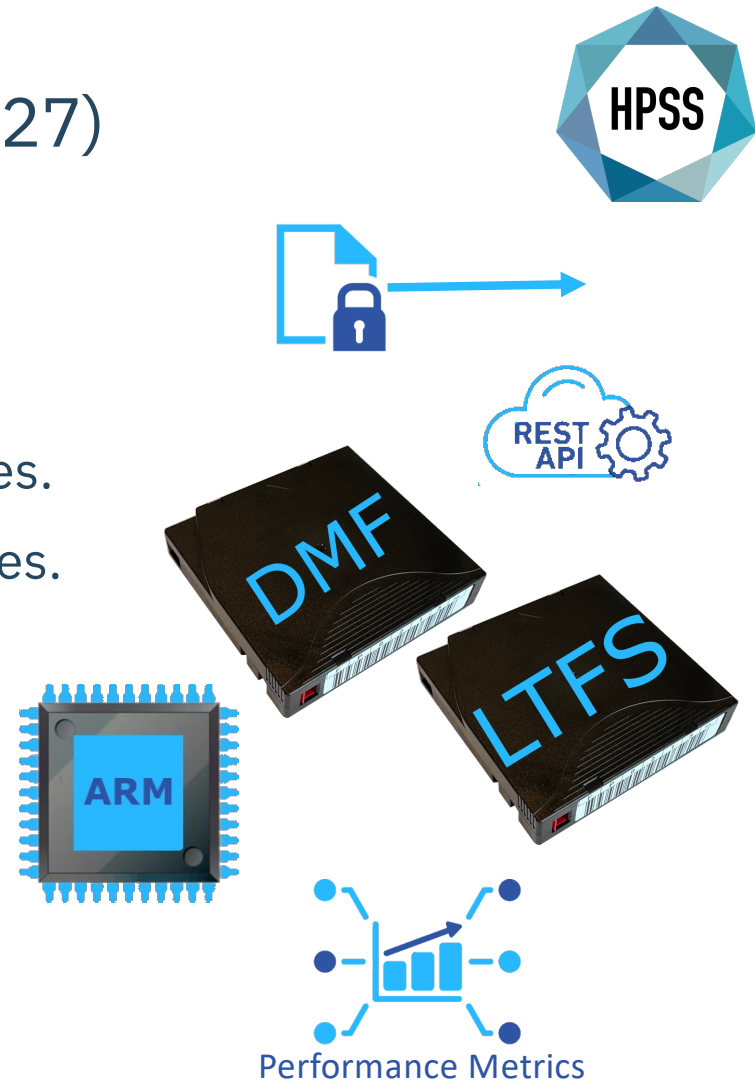 27)
HPSS
REST
API
es.
DMF
es.
LTFS
ARM
Performance Metrics